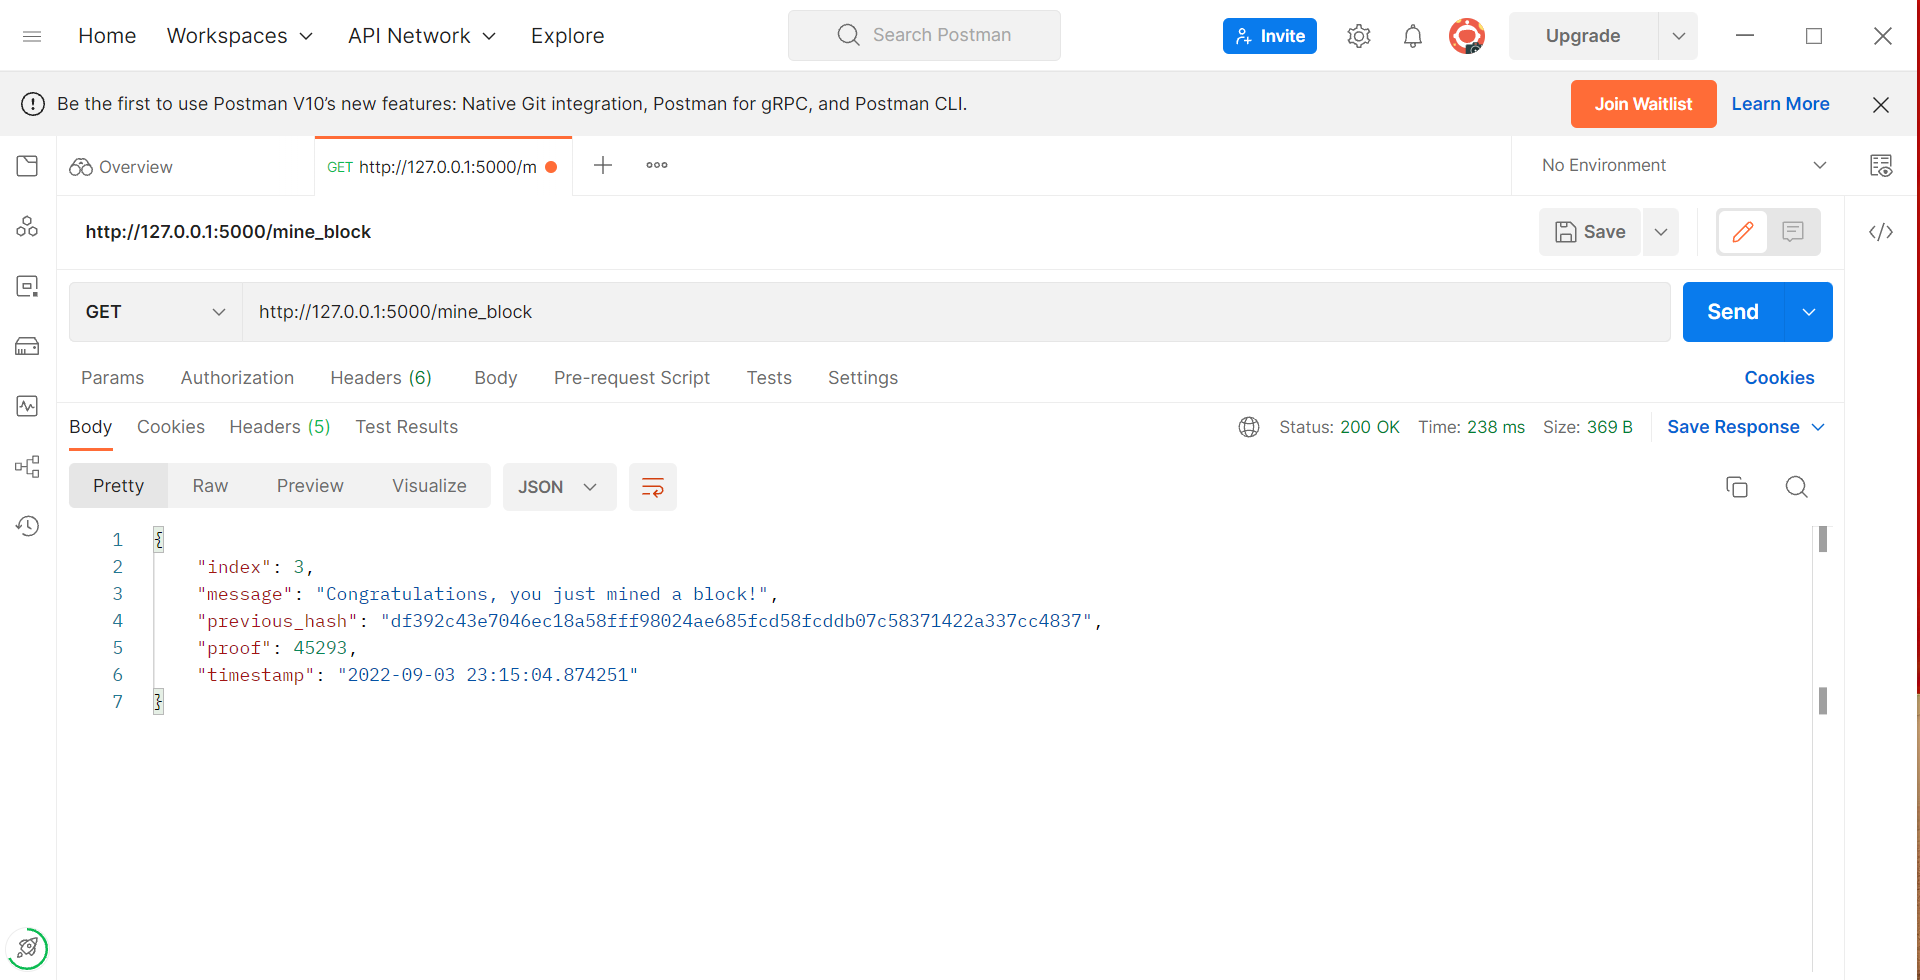 Home Workspaces API Network Explore Search Postman Invite Upgrade
Be the first to use Postman V10’s new features: Native Git integration, Postman for gRPC, and Postman CLI. Join Waitlist Learn More
Overview GET http://127.0.0.1:5000/m No Environment
http://127.0.0.1:5000/mine_block Save
GET http://127.0.0.1:5000/mine_block Send
Params Authorization Headers (6) Body Pre-request Script Tests Settings Cookies
Body Cookies Headers (5) Test Results Status: 200 OK Time: 238 ms Size: 369 B Save Response
Pretty Raw Preview Visualize JSON
1 {
2 "index": 3,
3 "message": "Congratulations, you just mined a block!",
4 "previous_hash": "df392c43e7046ec18a58fff98024ae685fcd58fcddb07c58371422a337cc4837",
5 "proof": 45293,
6 "timestamp": "2022-09-03 23:15:04.874251"
7 }